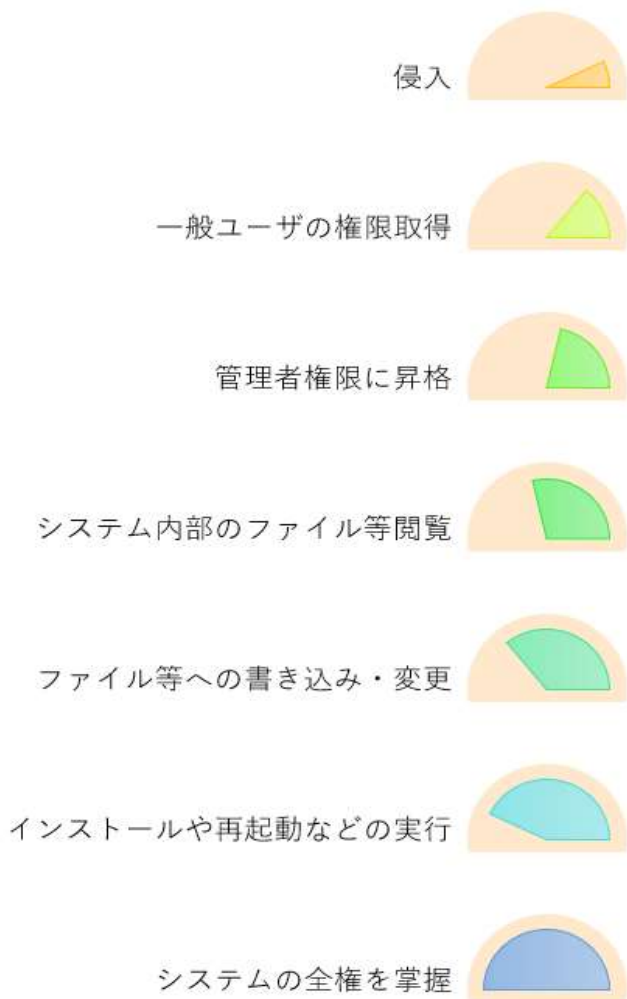 侵入
一般ユーザの権限取得
管理者権限に昇格
システム内部のファイル等閲覧
ファイル等への書き込み・変更
インストールや再起動などの実行
システムの全権を掌握